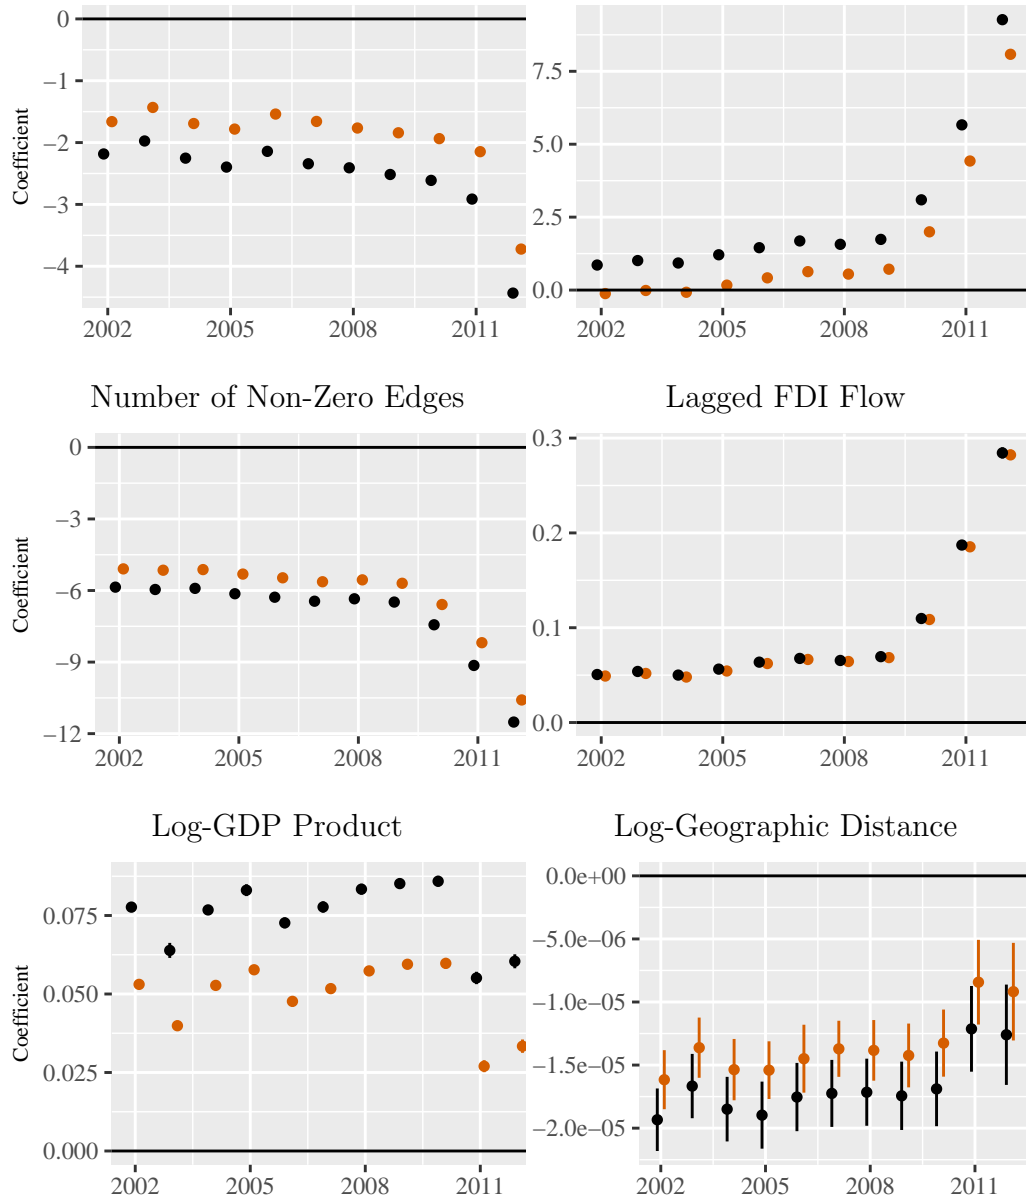 0
−1
−2
−3
−4
Coefficient
2002 2005 2008 2011
7.5
5.0
2.5
0.0
2002 2005 2008 2011
Number of Non-Zero Edges
0
−3
−6
−9
−12
Coefficient
2002 2005 2008 2011
Lagged FDI Flow
0.3
0.2
0.1
0.0
2002 2005 2008 2011
Log-GDP Product
0.075
0.050
0.025
0.000
Coefficient
2002 2005 2008 2011
Log-Geographic Distance
0.0e+00
−5.0e−06
−1.0e−05
−1.5e−05
−2.0e−05
2002 2005 2008 2011